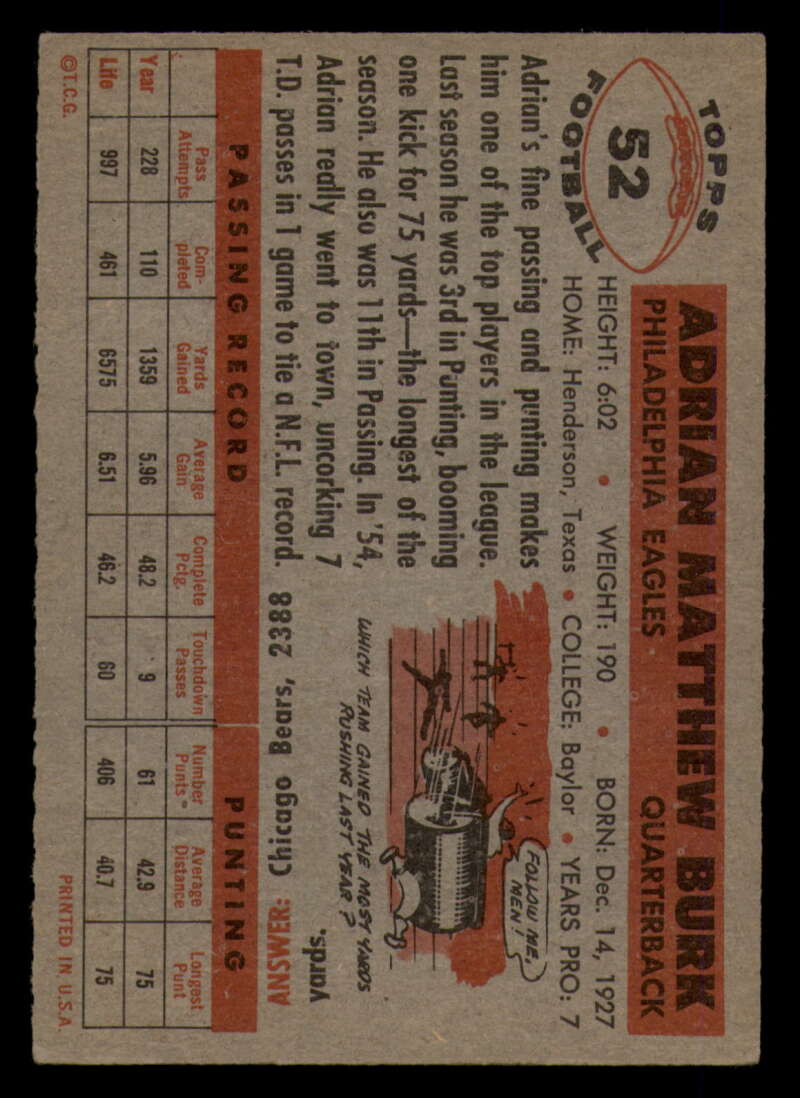 TOPPS
52
FOOTBALL
ADRIAN MATTHEW BURK
PHILADELPHIA EAGLES QUARTERBACK
HEIGHT: 6:02 • WEIGHT: 190 • BORN: Dec. 14, 1927
HOME: Henderson, Texas • COLLEGE: Baylor • YEARS PRO: 7
Adrian's fine passing and punting makes
him one of the top players in the league.
Last season he was 3rd in Punting, booming
one kick for 75 yards—the longest of the
season. He also was 11th in Passing. In '54,
Adrian really went to town, uncorking 7
T.D. passes in 1 game to tie a N.F.L. record.
FOLLOW ME,
MEN!
WHICH TEAM GAINED THE MOST YARDS
RUSHING LAST YEAR?
ANSWER: Chicago Bears, 2388
yards.
PASSING RECORD PUNTING
Pass Attempts Com-pleted Yards Gained Average Gain Complete Pctg. Touchdown Passes Number Punts Average Distance Longest Punt
Year 228 110 1359 5.96 48.2 9 61 42.9 75
Life 997 461 6575 6.51 46.2 60 406 40.7 75
©T.C.G. PRINTED IN U.S.A.